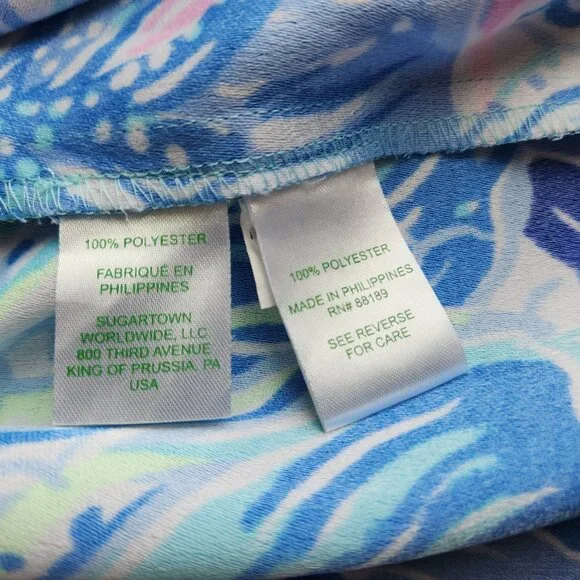 100% POLYESTER
FABRIQUÉ EN
PHILIPPINES
SUGARTOWN
WORLDWIDE, LLC
800 THIRD AVENUE
KING OF PRUSSIA, PA
USA
100% POLYESTER
MADE IN PHILIPPINES
RN# 88189
SEE REVERSE
FOR CARE